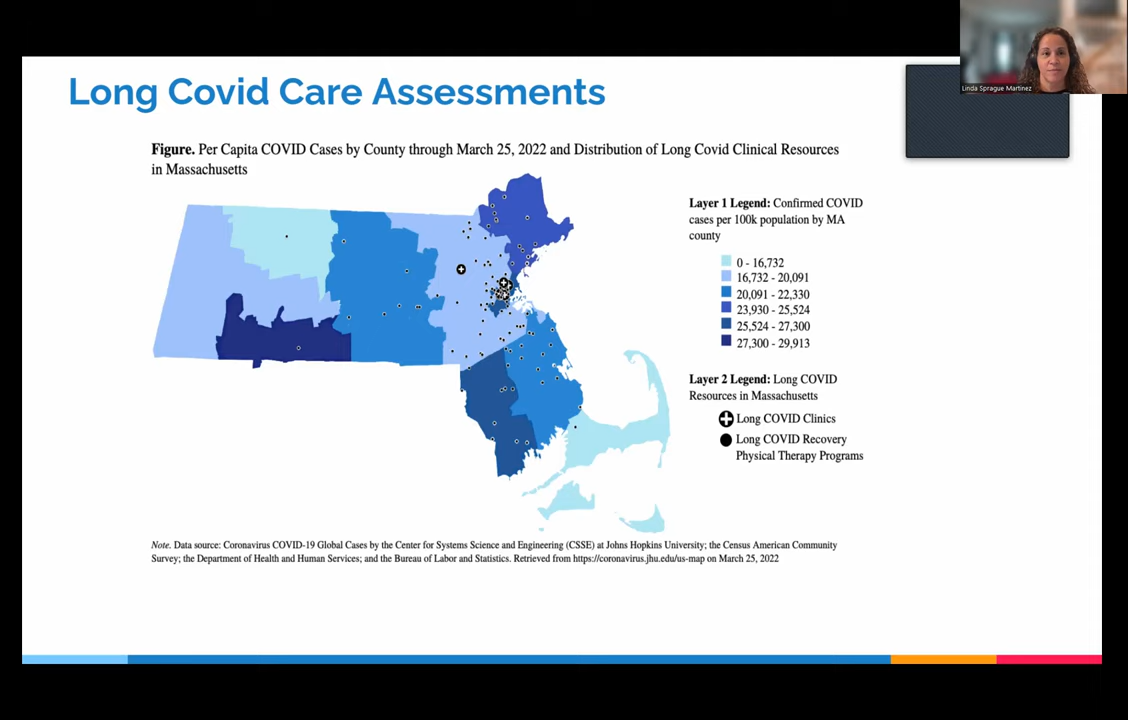 Long Covid Care Assessments
Linda Sprague Martinez
Figure. Per Capita COVID Cases by County through March 25, 2022 and Distribution of Long Covid Clinical Resources
in Massachusetts
Layer 1 Legend: Confirmed COVID
cases per 100k population by MA
county
0 - 16,732
16,732 - 20,091
20,091 - 22,330
23,930 - 25,524
25,524 - 27,300
27,300 - 29,913
Layer 2 Legend: Long COVID
Resources in Massachusetts
Long COVID Clinics
Long COVID Recovery
Physical Therapy Programs
Note. Data source: Coronavirus COVID-19 Global Cases by the Center for Systems Science and Engineering (CSSE) at Johns Hopkins University; the Census American Community
Survey; the Department of Health and Human Services; and the Bureau of Labor and Statistics. Retrieved from https://coronavirus.jhu.edu/us-map on March 25, 2022